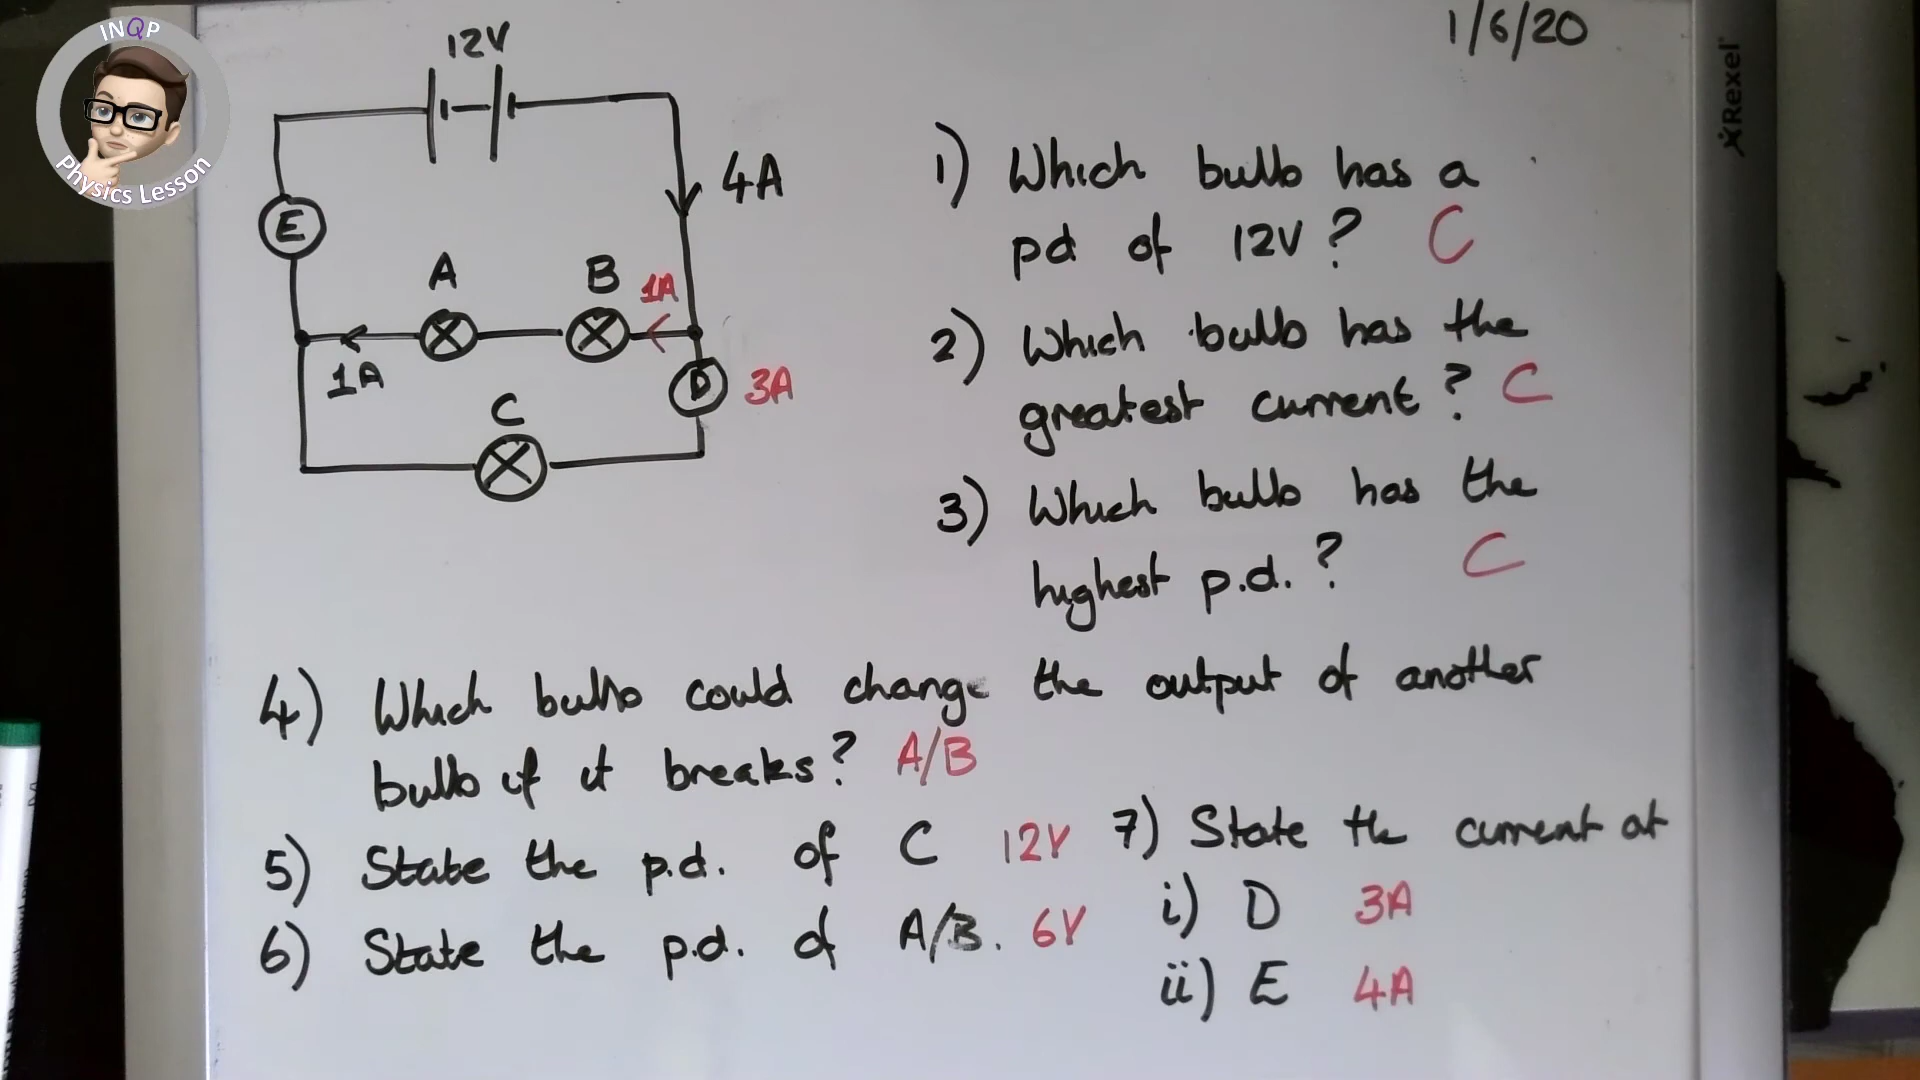 INQP
Physics Lesson
1/6/20
Rexel
12V
4A
E
A
B
1A
1A
D
3A
C
1) Which bulb has a
pd of 12V? C
2) Which bulb has the
greatest current? C
3) Which bulb has the
highest p.d.? C
4) Which bulb could change the output of another
bulb if it breaks? A/B
5) State the p.d. of C 12V
6) State the p.d. of A/B. 6V
7) State the current at
i) D 3A
ii) E 4A